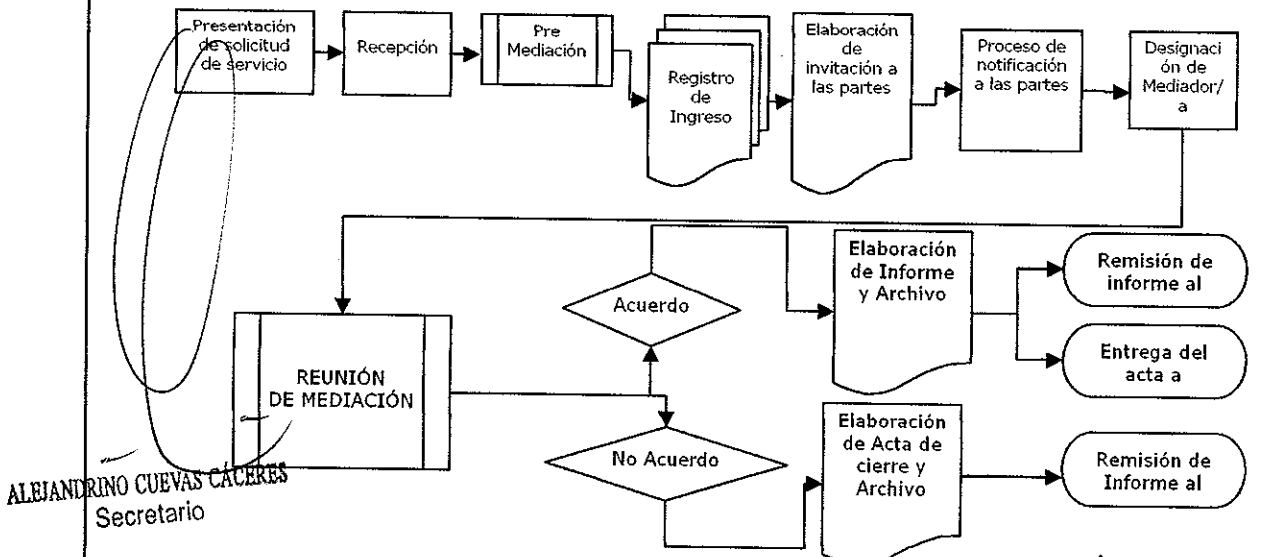 Presentación
de solicitud
de servicio
Recepción
Pre
Mediación
Registro
de
Ingreso
Elaboración
de
invitación a
las partes
Proceso de
notificación
a las partes
Designaci
ón de
Mediador/
a
REUNIÓN
DE MEDIACIÓN
Acuerdo
Elaboración
de Informe
y Archivo
Remisión de
informe al
Entrega del
acta a
No Acuerdo
Elaboración
de Acta de
cierre y
Archivo
Remisión de
Informe al
ALEJANDRINO CUEVAS CÁCERES
Secretario